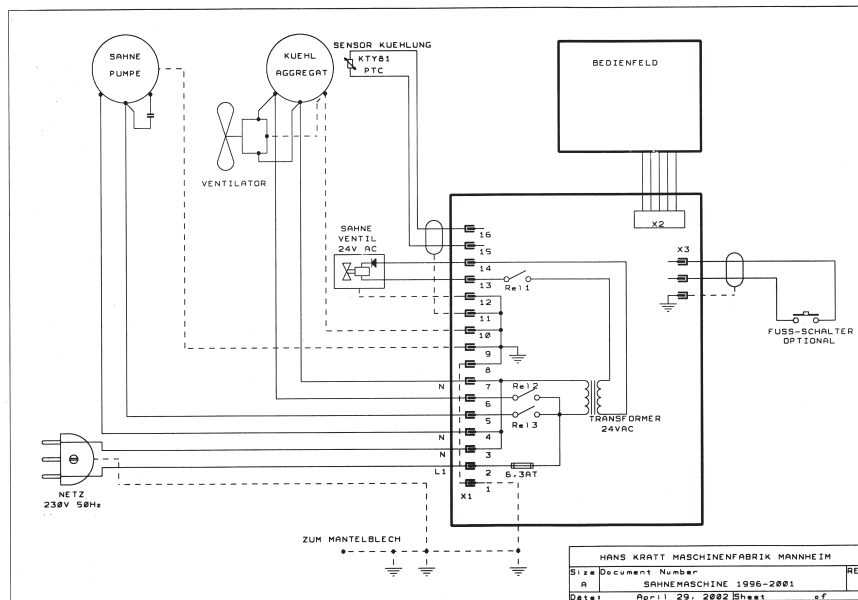 SAHNE
PUMPE
KUEHL
AGGREGAT
SENSOR KUEHLUNG
KTY81
PTC
BEDIENFELD
VENTILATOR
SAHNE
VENTIL
24V AC
X2
X3
16
15
14
13
Rel1
12
11
10
9
8
N
7
Rel2
6
5
Rel3
N
4
N
3
L1
2
6,3AT
X1
1
TRANSFORMER
24VAC
FUSS-SCHALTER
OPTIONAL
NETZ
230V 50Hz
ZUM MANTELBLECH
HANS KRATT MASCHINENFABRIK MANNHEIM
Size Document Number RE
A SAHNEMASCHINE 1996-2001
Date: April 29, 2002 Sheet of